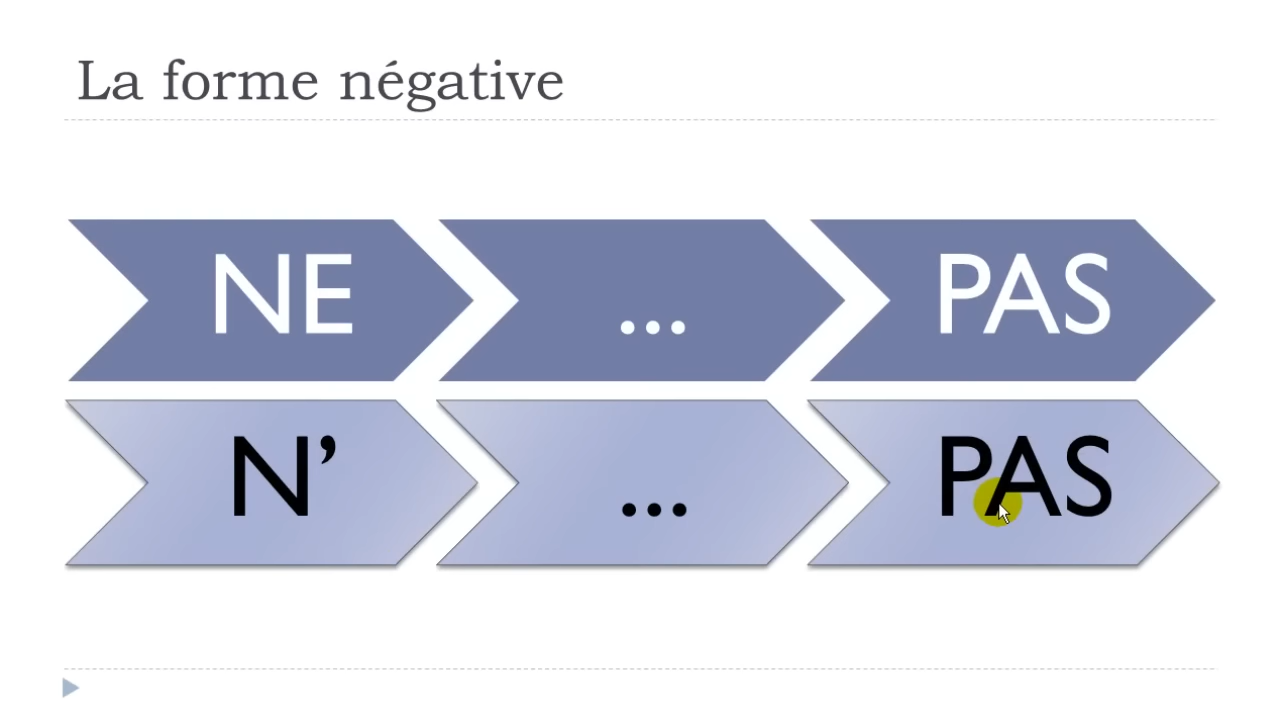 La forme négative
NE ... PAS
N’ ... PAS